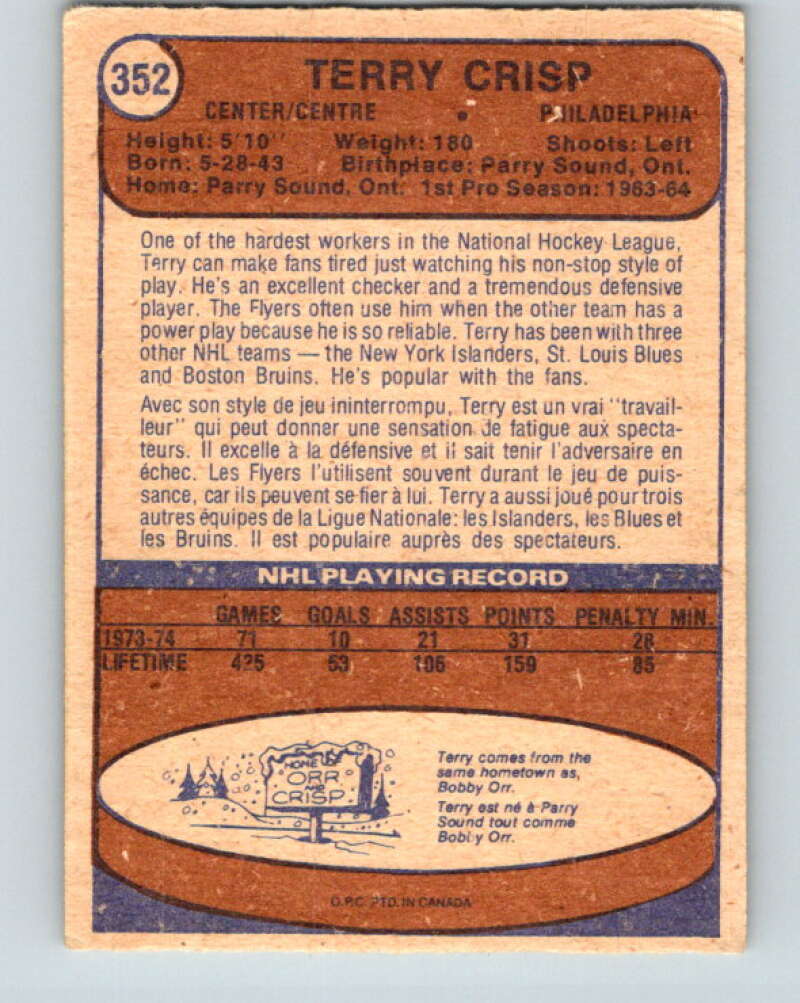 352
TERRY CRISP
CENTER/CENTRE • PHILADELPHIA
Height: 5'10" Weight: 180 Shoots: Left
Born: 5-28-43 Birthplace: Parry Sound, Ont.
Home: Parry Sound, Ont. 1st Pro Season: 1963-64
One of the hardest workers in the National Hockey League,
Terry can make fans tired just watching his non-stop style of
play. He's an excellent checker and a tremendous defensive
player. The Flyers often use him when the other team has a
power play because he is so reliable. Terry has been with three
other NHL teams — the New York Islanders, St. Louis Blues
and Boston Bruins. He's popular with the fans.
Avec son style de jeu ininterrompu, Terry est un vrai "travail-
leur" qui peut donner une sensation de fatigue aux specta-
teurs. Il excelle à la défensive et il sait tenir l'adversaire en
échec. Les Flyers l'utilisent souvent durant le jeu de puis-
sance, car ils peuvent se fier à lui. Terry a aussi joué pour trois
autres équipes de la Ligue Nationale: les Islanders, les Blues et
les Bruins. Il est populaire auprès des spectateurs.
NHL PLAYING RECORD
GAMES GOALS ASSISTS POINTS PENALTY MIN.
1973-74 71 10 21 31 28
LIFETIME 425 53 106 159 85
HOME OF
ORR
AND
CRISP
Terry comes from the
same hometown as,
Bobby Orr.
Terry est né à Parry
Sound tout comme
Bobby Orr.
O.P.C. PTD. IN CANADA